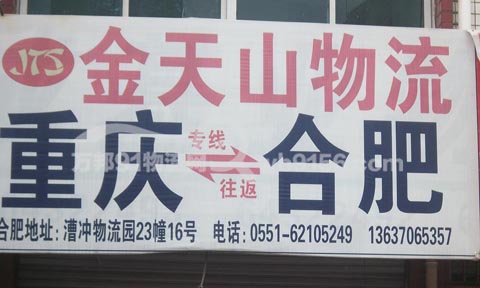 JTS 金天山物流
专线
重庆 合肥
往返
合肥地址: 漕冲物流园23幢16号 电话: 0551-62105249 13637065357